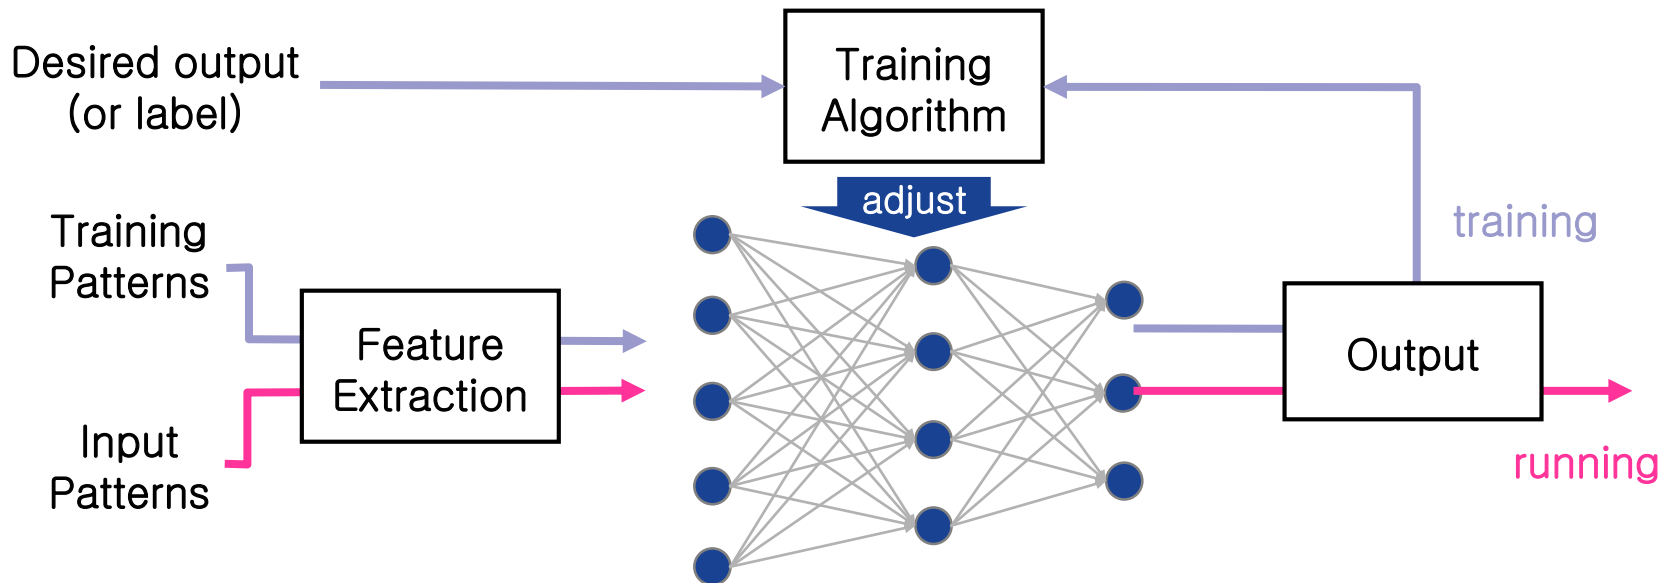 Desired output
(or label)
Training
Algorithm
adjust
Training
Patterns
training
Feature
Extraction
Output
Input
Patterns
running